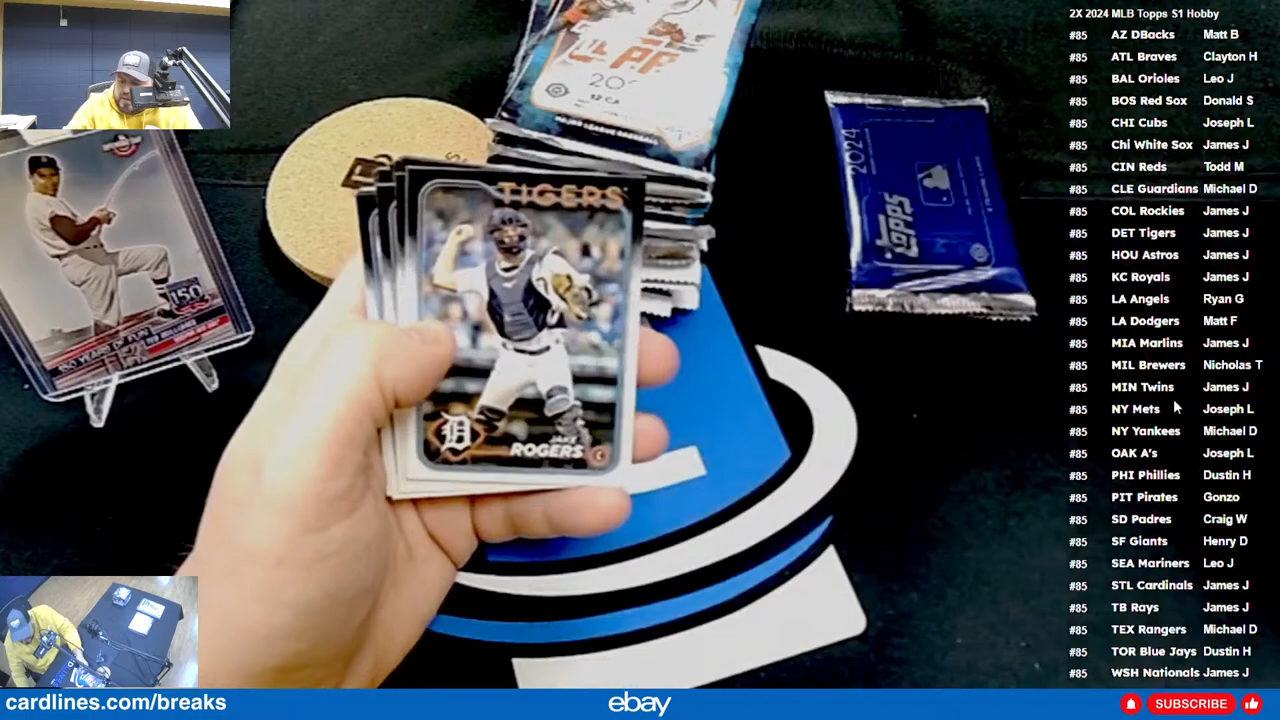 2X 2024 MLB Topps S1 Hobby
#85 AZ DBacks Matt B
#85 ATL Braves Clayton H
#85 BAL Orioles Leo J
#85 BOS Red Sox Donald S
#85 CHI Cubs Joseph L
#85 Chi White Sox James J
#85 CIN Reds Todd M
#85 CLE Guardians Michael D
#85 COL Rockies James J
#85 DET Tigers James J
#85 HOU Astros James J
#85 KC Royals James J
#85 LA Angels Ryan G
#85 LA Dodgers Matt F
#85 MIA Marlins James J
#85 MIL Brewers Nicholas T
#85 MIN Twins James J
#85 NY Mets Joseph L
#85 NY Yankees Michael D
#85 OAK A's Joseph L
#85 PHI Phillies Dustin H
#85 PIT Pirates Gonzo
#85 SD Padres Craig W
#85 SF Giants Henry D
#85 SEA Mariners Leo J
#85 STL Cardinals James J
#85 TB Rays James J
#85 TEX Rangers Michael D
#85 TOR Blue Jays Dustin H
#85 WSH Nationals James J
TIGERS
D
JAKE
ROGERS
C
2024
topps
MAJOR LEAGUE BASEBALL
150
YEARS OF FUN
cardlines.com/breaks
ebay
SUBSCRIBE